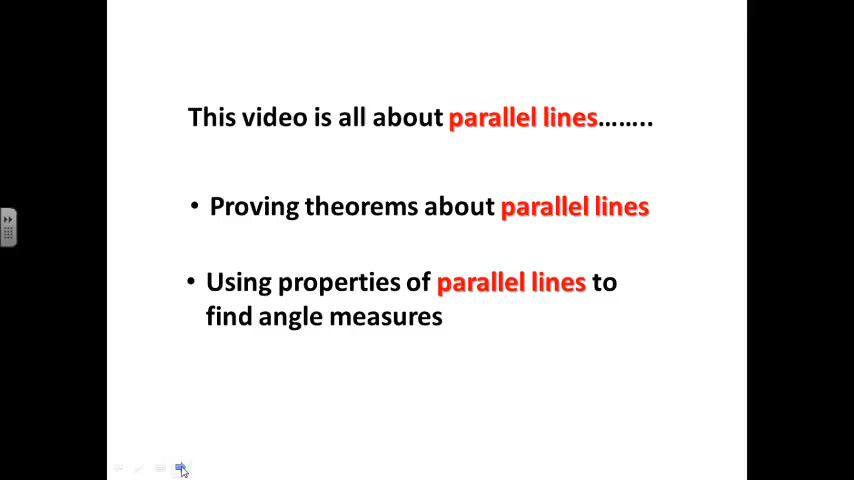 This video is all about parallel lines……..
• Proving theorems about parallel lines
• Using properties of parallel lines to
find angle measures